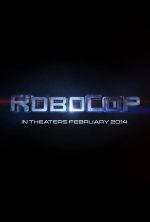 ROBOCOP
IN THEATERS FEBRUARY 2014